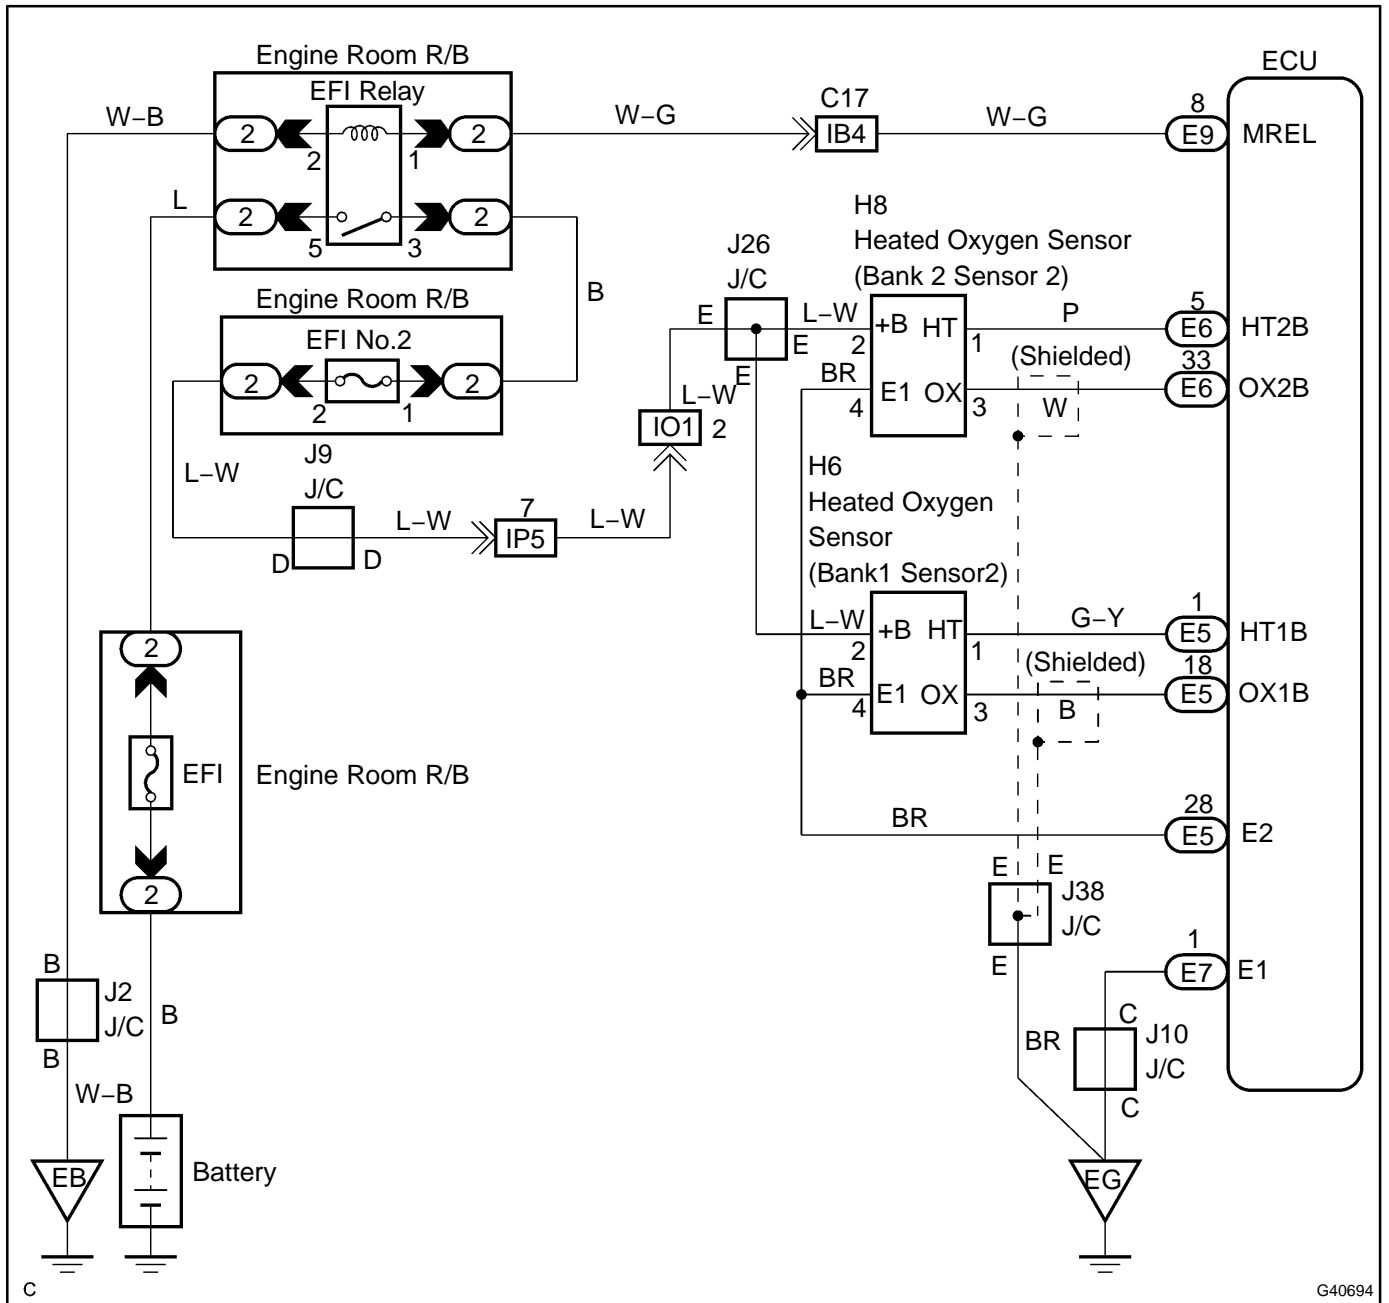 Engine Room R/B
ECU
EFI Relay
C17
8
W–B
2
2
W–G
IB4
W–G
E9
MREL
2
1
L
2
2
H8
5
3
J26
Heated Oxygen Sensor
J/C
(Bank 2 Sensor 2)
Engine Room R/B
B
E
L–W
+B
HT
P
5
E6
HT2B
EFI No.2
E
2
1
(Shielded)
33
2
2
E
BR
E1
OX
E6
OX2B
2
1
L–W
4
3
W
IO1
2
J9
H6
L–W
J/C
Heated Oxygen
7
Sensor
L–W
IP5
L–W
D
D
(Bank1 Sensor2)
1
L–W
+B
HT
G–Y
E5
HT1B
2
2
1
(Shielded)
18
BR
E1
OX
E5
OX1B
4
3
B
EFI
Engine Room R/B
28
BR
E5
E2
2
E
E
J38
J/C
1
B
E
E7
E1
J2
J/C
B
C
BR
J10
B
J/C
W–B
C
EB
Battery
EG
C
G40694